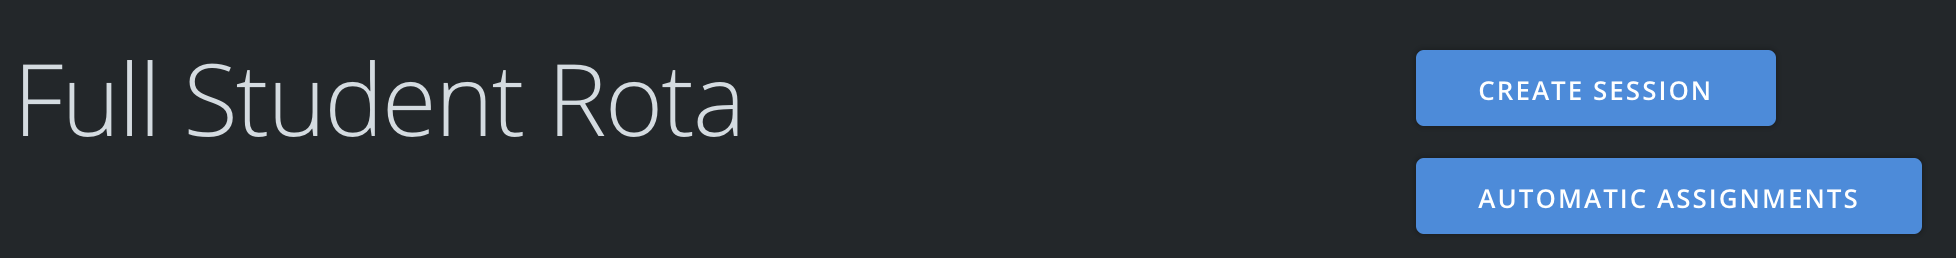 Full Student Rota
CREATE SESSION
AUTOMATIC ASSIGNMENTS